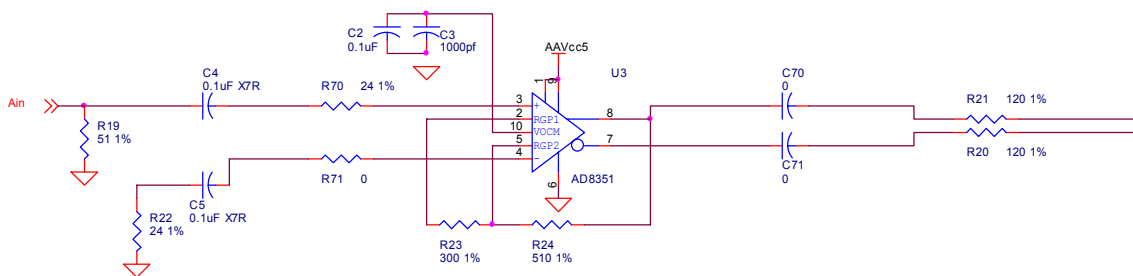 C2
0.1uF
C3
1000pf
AAVcc5
U3
C4
0.1uF X7R
R70
24 1%
C70
0
Ain
1
9
3
+
2
RGP1
8
10
VOCM
5
RGP2
7
4
-
R21
120 1%
R19
51 1%
R71
0
6
AD8351
C71
0
R20
120 1%
C5
0.1uF X7R
R22
24 1%
R23
300 1%
R24
510 1%